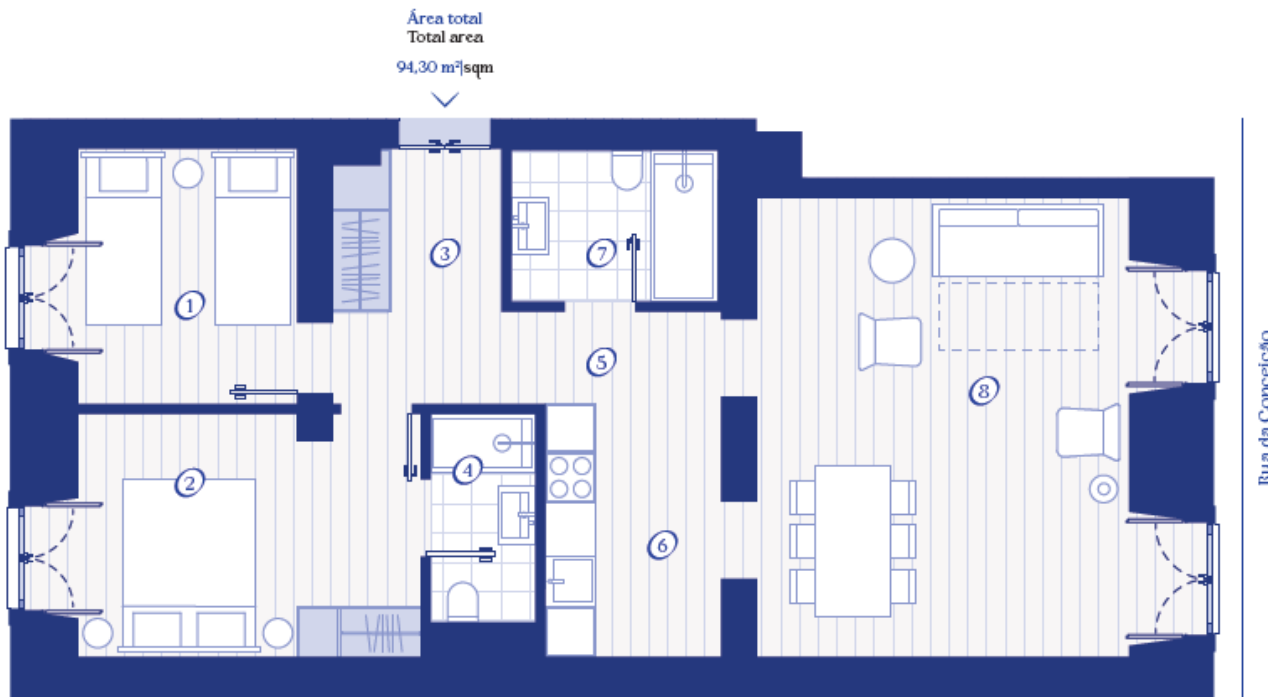 Área total
Total area
94,30 m²|sqm
3
7
1
5
8
4
2
6
Rua da Conceição